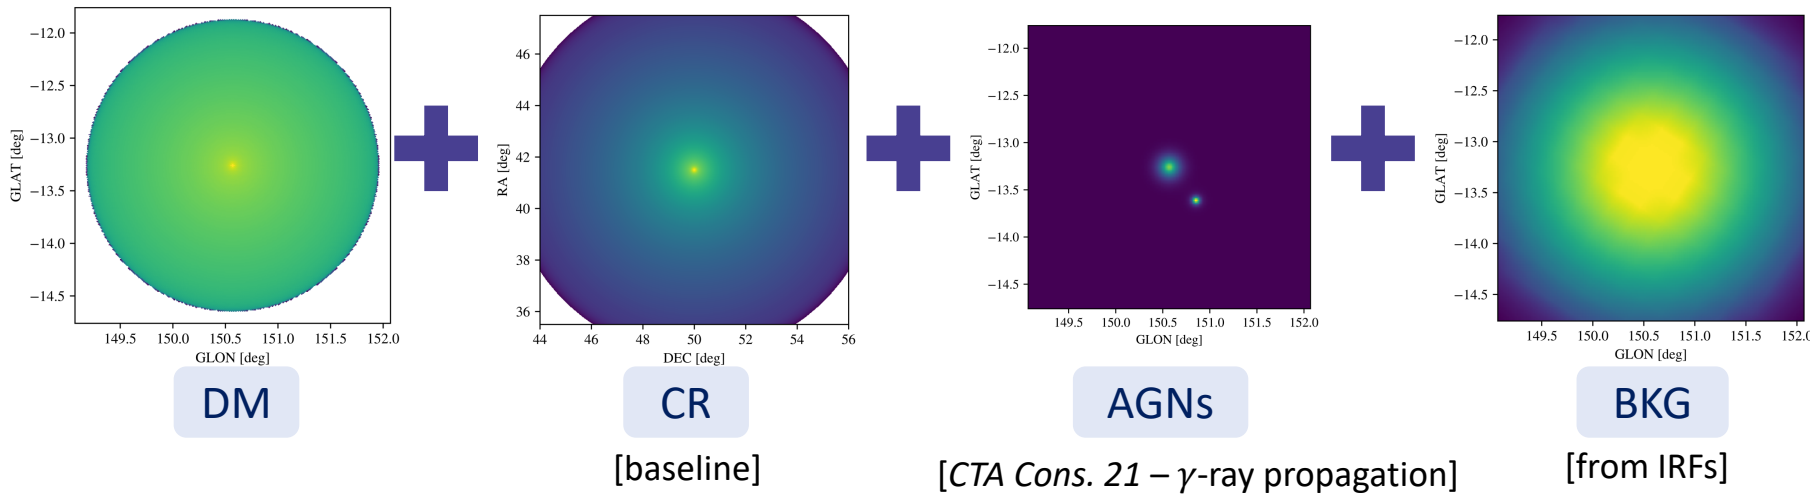 −12.0
−12.5
−13.0
−13.5
−14.0
−14.5
GLAT [deg]
149.5 150.0 150.5 151.0 151.5 152.0
GLON [deg]
DM
46
44
42
40
38
36
RA [deg]
44 46 48 50 52 54 56
DEC [deg]
CR
[baseline]
−12.0
−12.5
−13.0
−13.5
−14.0
−14.5
GLAT [deg]
149.5 150.0 150.5 151.0 151.5 152.0
GLON [deg]
AGNs
[CTA Cons. 21 – γ-ray propagation]
−12.0
−12.5
−13.0
−13.5
−14.0
−14.5
GLAT [deg]
149.5 150.0 150.5 151.0 151.5 152.0
GLON [deg]
BKG
[from IRFs]